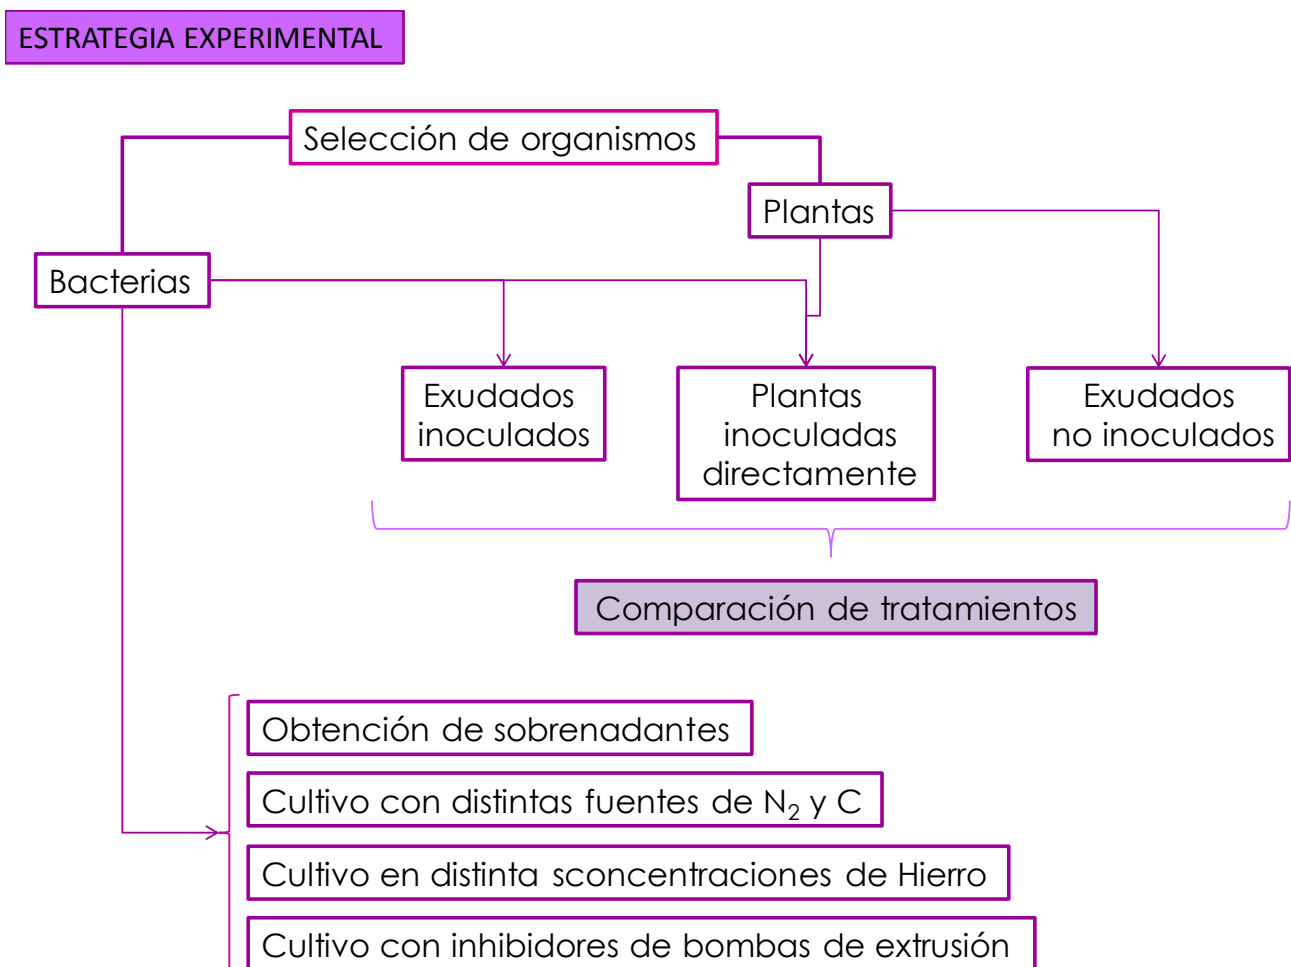 ESTRATEGIA EXPERIMENTAL
Selección de organismos
Plantas
Bacterias
Exudados
inoculados
Plantas
inoculadas
directamente
Exudados
no inoculados
Comparación de tratamientos
Obtención de sobrenadantes
Cultivo con distintas fuentes de N₂ y C
Cultivo en distinta sconcentraciones de Hierro
Cultivo con inhibidores de bombas de extrusión